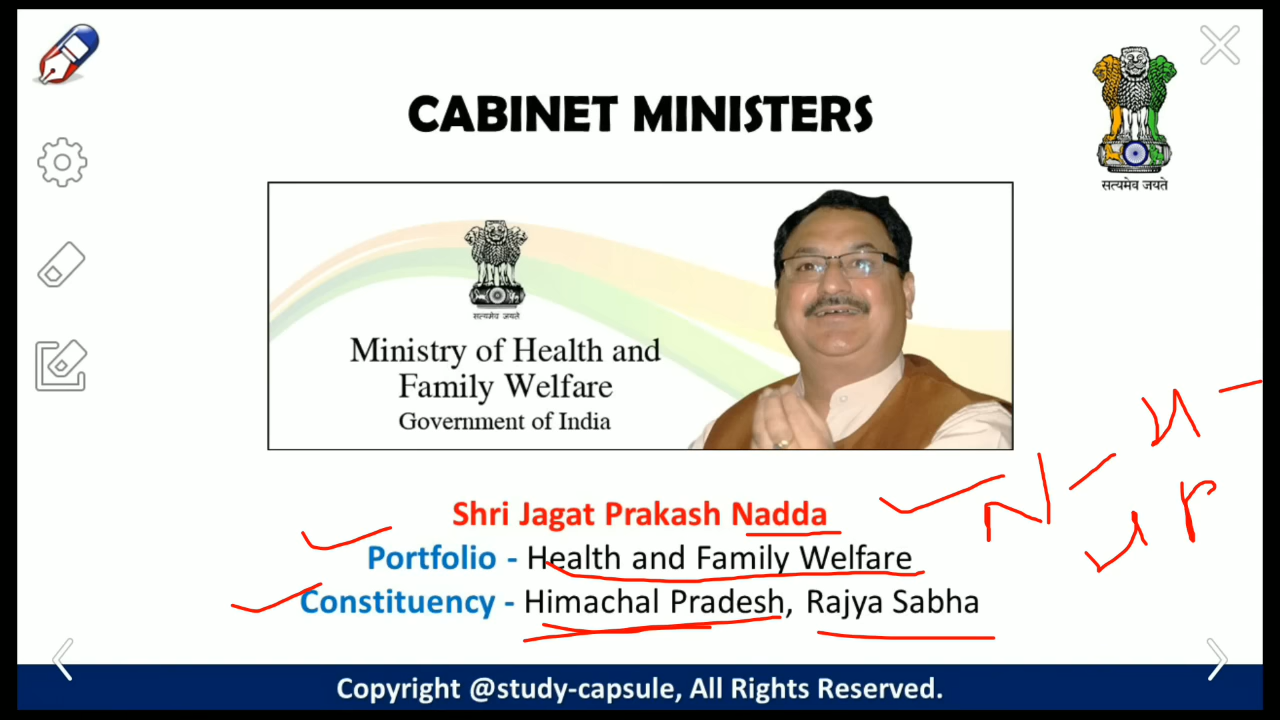 CABINET MINISTERS
सत्यमेव जयते
सत्यमेव जयते
Ministry of Health and
Family Welfare
Government of India
Shri Jagat Prakash Nadda
Portfolio - Health and Family Welfare
Constituency - Himachal Pradesh, Rajya Sabha
Copyright @study-capsule, All Rights Reserved.